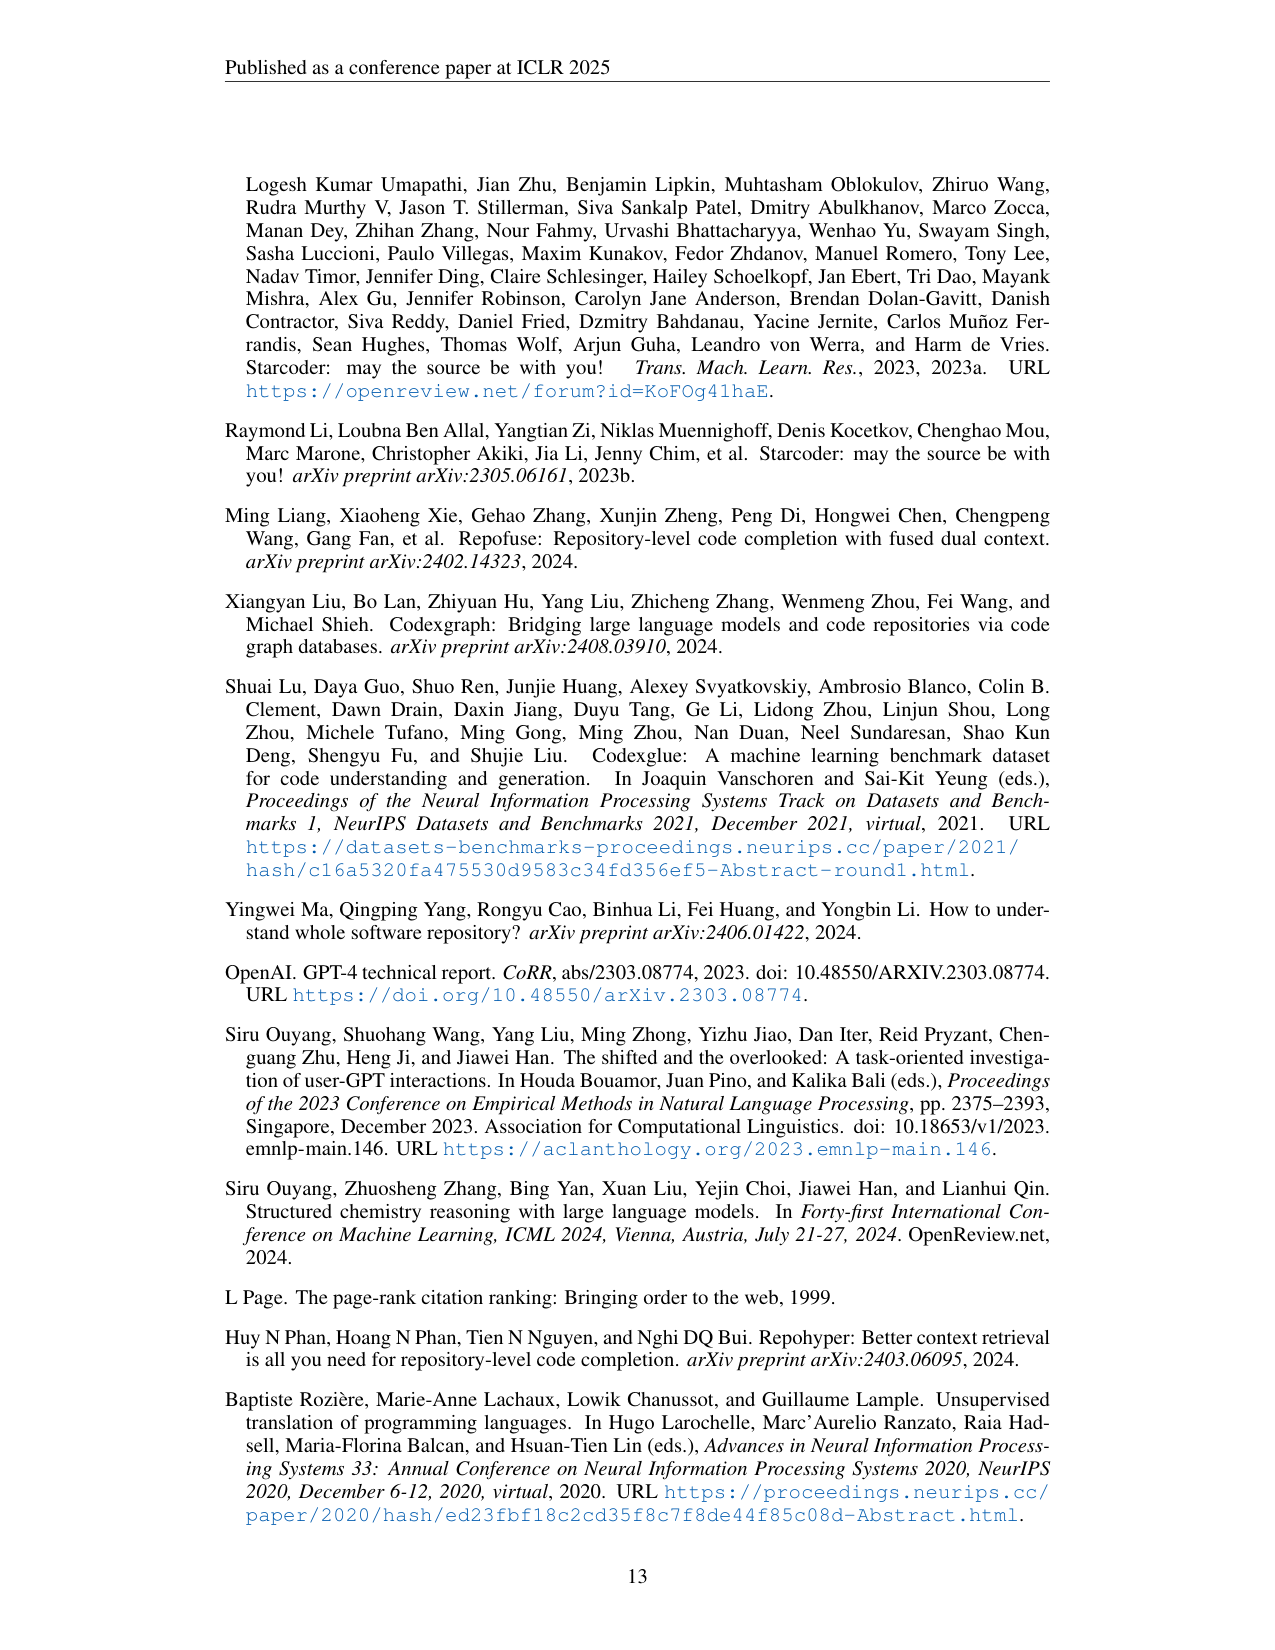 Published as a conference paper at ICLR 2025
Logesh Kumar Umapathi, Jian Zhu, Benjamin Lipkin, Muhtasham Oblokulov, Zhiruo Wang,
Rudra Murthy V, Jason T. Stillerman, Siva Sankalp Patel, Dmitry Abulkhanov, Marco Zocca,
Manan Dey, Zhihan Zhang, Nour Fahmy, Urvashi Bhattacharyya, Wenhao Yu, Swayam Singh,
Sasha Luccioni, Paulo Villegas, Maxim Kunakov, Fedor Zhdanov, Manuel Romero, Tony Lee,
Nadav Timor, Jennifer Ding, Claire Schlesinger, Hailey Schoelkopf, Jan Ebert, Tri Dao, Mayank
Mishra, Alex Gu, Jennifer Robinson, Carolyn Jane Anderson, Brendan Dolan-Gavitt, Danish
Contractor, Siva Reddy, Daniel Fried, Dzmitry Bahdanau, Yacine Jernite, Carlos Muñoz Fer-
randis, Sean Hughes, Thomas Wolf, Arjun Guha, Leandro von Werra, and Harm de Vries.
Starcoder: may the source be with you! Trans. Mach. Learn. Res., 2023, 2023a. URL
https://openreview.net/forum?id=KoFOg41haE.
Raymond Li, Loubna Ben Allal, Yangtian Zi, Niklas Muennighoff, Denis Kocetkov, Chenghao Mou,
Marc Marone, Christopher Akiki, Jia Li, Jenny Chim, et al. Starcoder: may the source be with
you! arXiv preprint arXiv:2305.06161, 2023b.
Ming Liang, Xiaoheng Xie, Gehao Zhang, Xunjin Zheng, Peng Di, Hongwei Chen, Chengpeng
Wang, Gang Fan, et al. Repofuse: Repository-level code completion with fused dual context.
arXiv preprint arXiv:2402.14323, 2024.
Xiangyan Liu, Bo Lan, Zhiyuan Hu, Yang Liu, Zhicheng Zhang, Wenmeng Zhou, Fei Wang, and
Michael Shieh. Codexgraph: Bridging large language models and code repositories via code
graph databases. arXiv preprint arXiv:2408.03910, 2024.
Shuai Lu, Daya Guo, Shuo Ren, Junjie Huang, Alexey Svyatkovskiy, Ambrosio Blanco, Colin B.
Clement, Dawn Drain, Daxin Jiang, Duyu Tang, Ge Li, Lidong Zhou, Linjun Shou, Long
Zhou, Michele Tufano, Ming Gong, Ming Zhou, Nan Duan, Neel Sundaresan, Shao Kun
Deng, Shengyu Fu, and Shujie Liu. Codexglue: A machine learning benchmark dataset
for code understanding and generation. In Joaquin Vanschoren and Sai-Kit Yeung (eds.),
Proceedings of the Neural Information Processing Systems Track on Datasets and Bench-
marks 1, NeurIPS Datasets and Benchmarks 2021, December 2021, virtual, 2021. URL
https://datasets-benchmarks-proceedings.neurips.cc/paper/2021/
hash/c16a5320fa475530d9583c34fd356ef5-Abstract-round1.html.
Yingwei Ma, Qingping Yang, Rongyu Cao, Binhua Li, Fei Huang, and Yongbin Li. How to under-
stand whole software repository? arXiv preprint arXiv:2406.01422, 2024.
OpenAI. GPT-4 technical report. CoRR, abs/2303.08774, 2023. doi: 10.48550/ARXIV.2303.08774.
URL https://doi.org/10.48550/arXiv.2303.08774.
Siru Ouyang, Shuohang Wang, Yang Liu, Ming Zhong, Yizhu Jiao, Dan Iter, Reid Pryzant, Chen-
guang Zhu, Heng Ji, and Jiawei Han. The shifted and the overlooked: A task-oriented investiga-
tion of user-GPT interactions. In Houda Bouamor, Juan Pino, and Kalika Bali (eds.), Proceedings
of the 2023 Conference on Empirical Methods in Natural Language Processing, pp. 2375–2393,
Singapore, December 2023. Association for Computational Linguistics. doi: 10.18653/v1/2023.
emnlp-main.146. URL https://aclanthology.org/2023.emnlp-main.146.
Siru Ouyang, Zhuosheng Zhang, Bing Yan, Xuan Liu, Yejin Choi, Jiawei Han, and Lianhui Qin.
Structured chemistry reasoning with large language models. In Forty-first International Con-
ference on Machine Learning, ICML 2024, Vienna, Austria, July 21-27, 2024. OpenReview.net,
2024.
L Page. The page-rank citation ranking: Bringing order to the web, 1999.
Huy N Phan, Hoang N Phan, Tien N Nguyen, and Nghi DQ Bui. Repohyper: Better context retrieval
is all you need for repository-level code completion. arXiv preprint arXiv:2403.06095, 2024.
Baptiste Rozière, Marie-Anne Lachaux, Lowik Chanussot, and Guillaume Lample. Unsupervised
translation of programming languages. In Hugo Larochelle, Marc'Aurelio Ranzato, Raia Had-
sell, Maria-Florina Balcan, and Hsuan-Tien Lin (eds.), Advances in Neural Information Process-
ing Systems 33: Annual Conference on Neural Information Processing Systems 2020, NeurIPS
2020, December 6-12, 2020, virtual, 2020. URL https://proceedings.neurips.cc/
paper/2020/hash/ed23fbf18c2cd35f8c7f8de44f85c08d-Abstract.html.
13